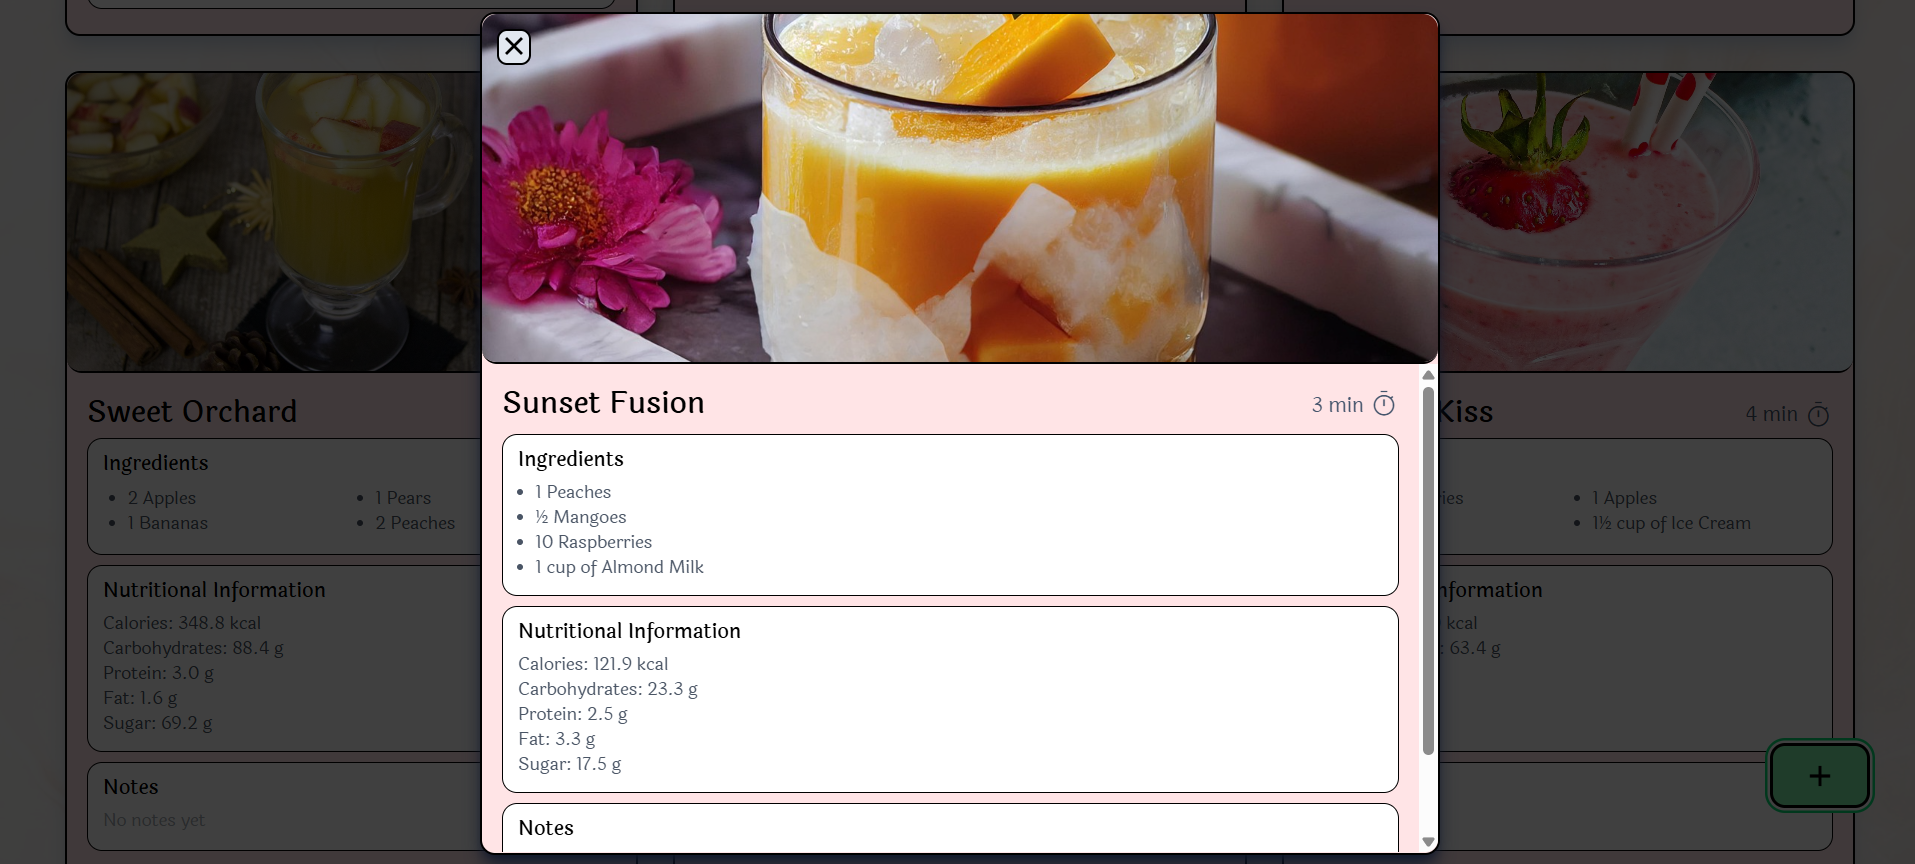 Sunset Fusion
3 min
Ingredients
1 Peaches
½ Mangoes
10 Raspberries
1 cup of Almond Milk
Nutritional Information
Calories: 121.9 kcal
Carbohydrates: 23.3 g
Protein: 2.5 g
Fat: 3.3 g
Sugar: 17.5 g
Notes
Sweet Orchard
Ingredients
2 Apples
1 Bananas
1 Pears
2 Peaches
Nutritional Information
Calories: 348.8 kcal
Carbohydrates: 88.4 g
Protein: 3.0 g
Fat: 1.6 g
Sugar: 69.2 g
Notes
No notes yet
Kiss
4 min
1 Apples
1½ cup of Ice Cream
kcal
63.4 g